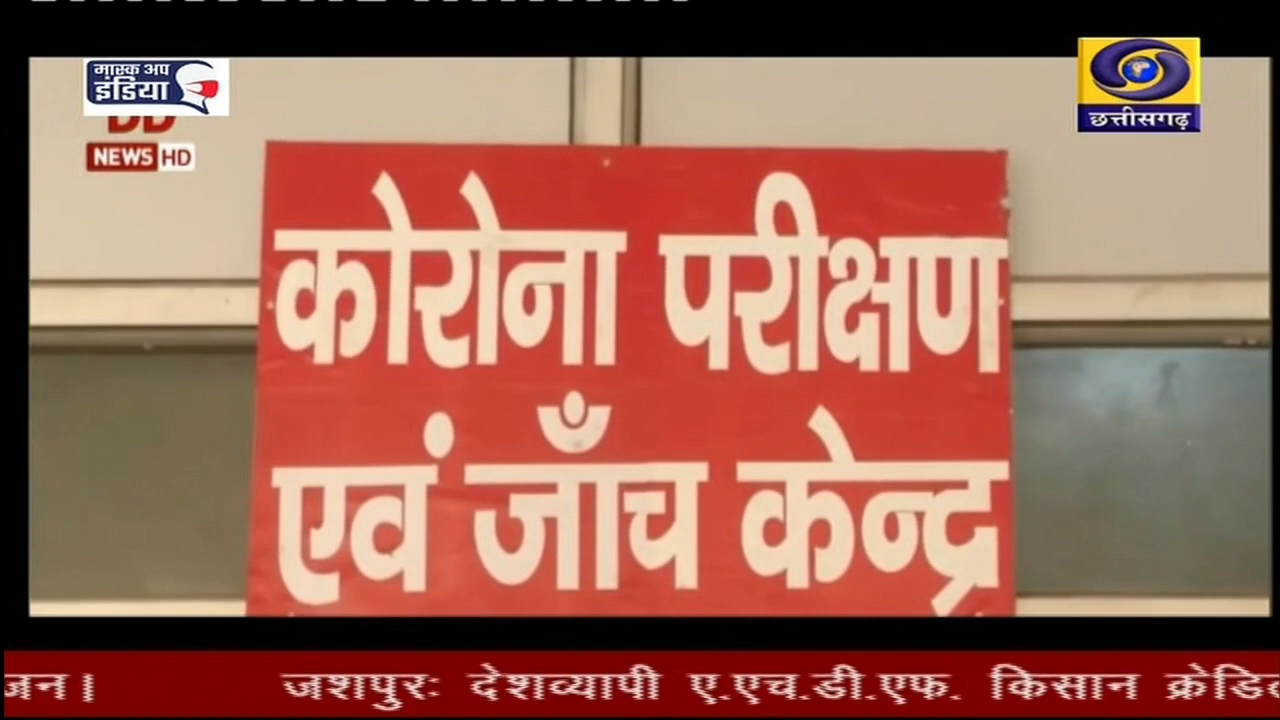 मास्क अप
इंडिया
DD
NEWS HD
छत्तीसगढ़
कोरोना परीक्षण
एवं जाँच केन्द्र
जन। जशपुरः देशव्यापी ए.एच.डी.एफ. किसान